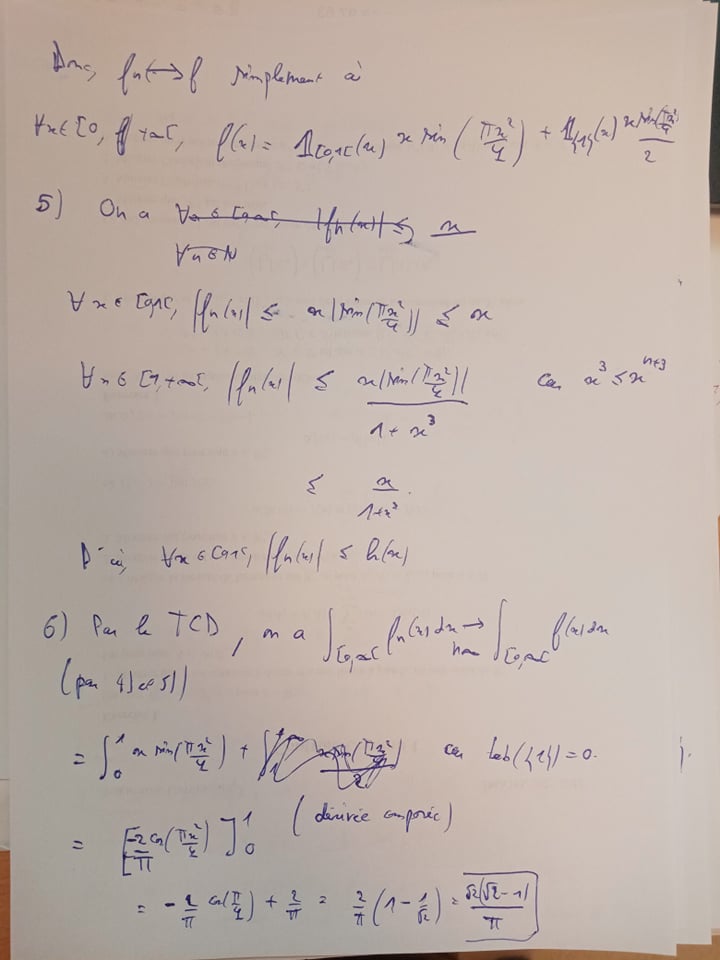 Donc, fn → f simplement à
∀x∈[0, +∞[, f(x) = 𝟙[0,1[(x) x sin(πx²/4) + 𝟙{1}(x) x sin(πx²/4)/2
5) On a ∀x∈[0,∞[, |fn(x)| ≤ x
∀n∈N
∀x∈[0,1[, |fn(x)| ≤ x|sin(πx²/4)| ≤ x
∀x∈[1,+∞[, |fn(x)| ≤ x|sin(πx²/4)|/(1+x³) car x³ ≤ x^(n+3)
≤ x/(1+x³).
D'où, ∀x∈[0,1[, |fn(x)| ≤ h(x)
6) Par le TCD, on a ∫[0,∞[ fn(x)dx → n∞ ∫[0,∞[ f(x)dx
(par 4) et 5))
= ∫₀¹ x sin(πx²/4) + car Leb({1})=0.
= [-2/π cos(πx²/4)]₀¹ (dérivée composée)
= -2/π cos(π/4) + 2/π = 2/π (1 - 1/√2) = √2(√2-1)/π